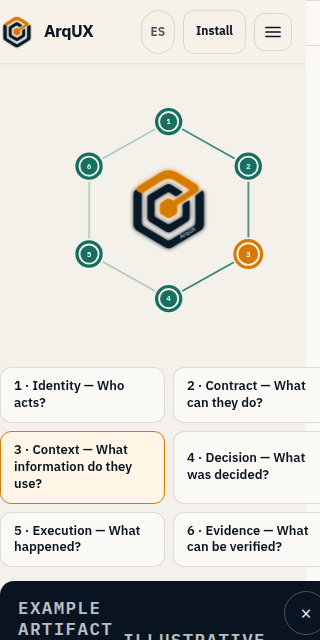 ArqUX
ES
Install
1
6
2
ArqUX
5
3
4
1 · Identity — Who
acts?
2 · Contract — What
can they do?
3 · Context — What
information do they
use?
4 · Decision — What
was decided?
5 · Execution — What
happened?
6 · Evidence — What
can be verified?
EXAMPLE
ARTIFACT
ILLUSTRATIVE
×